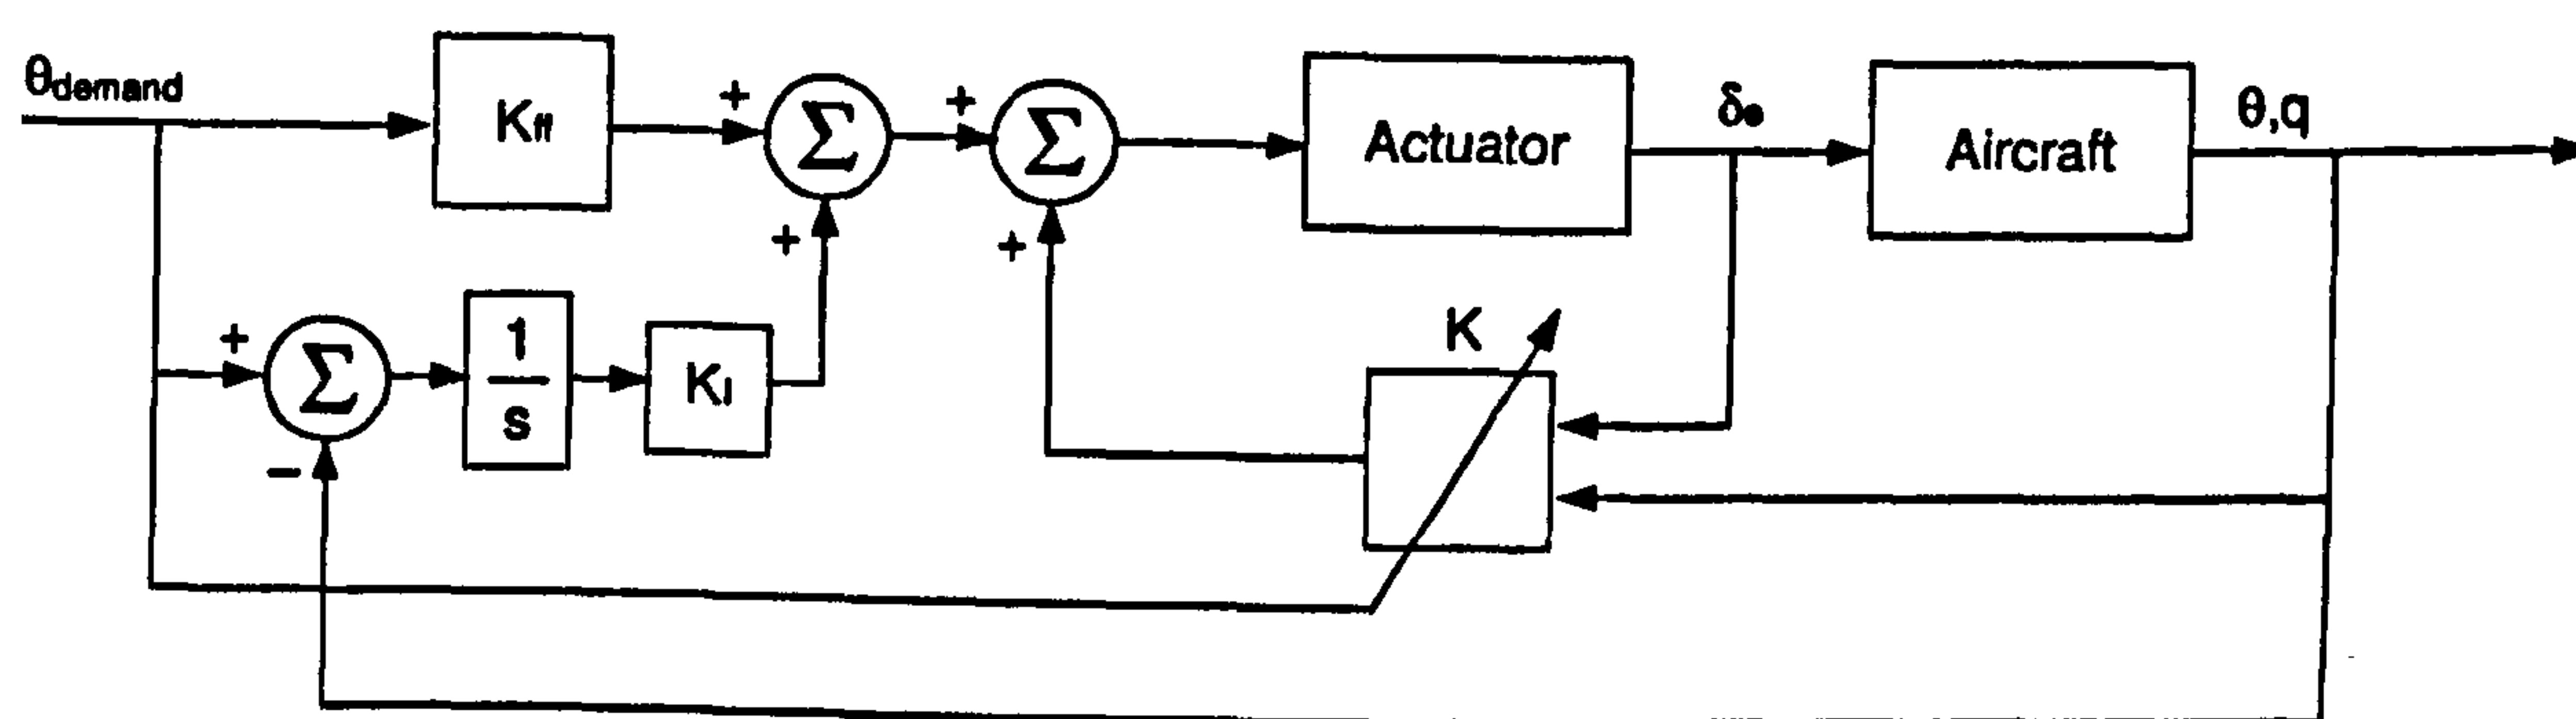 θdemand
Kff
+
Σ
+
+
Σ
+
Actuator
δe
Aircraft
θ,q
+
Σ
−
1
s
KI
K